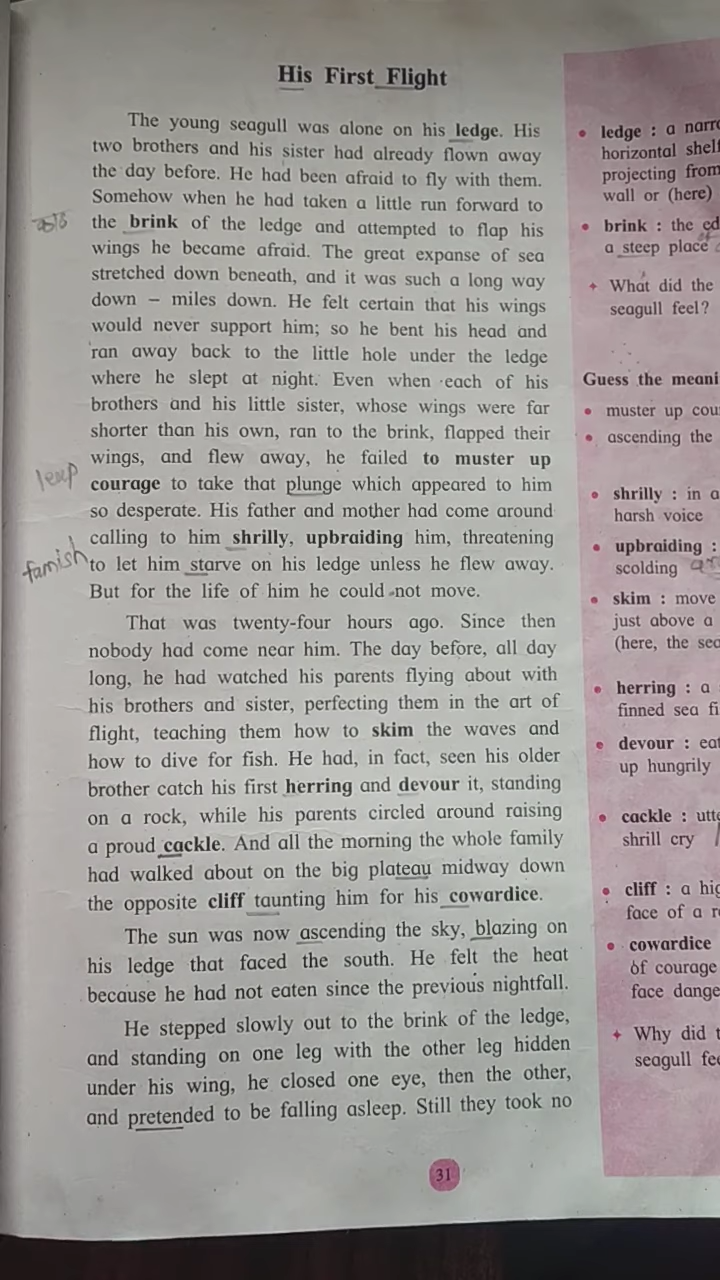 His First Flight
The young seagull was alone on his ledge. His
two brothers and his sister had already flown away
the day before. He had been afraid to fly with them.
Somehow when he had taken a little run forward to
the brink of the ledge and attempted to flap his
wings he became afraid. The great expanse of sea
stretched down beneath, and it was such a long way
down – miles down. He felt certain that his wings
would never support him; so he bent his head and
ran away back to the little hole under the ledge
where he slept at night. Even when each of his
brothers and his little sister, whose wings were far
shorter than his own, ran to the brink, flapped their
wings, and flew away, he failed to muster up
leap
courage to take that plunge which appeared to him
so desperate. His father and mother had come around
calling to him shrilly, upbraiding him, threatening
famish
to let him starve on his ledge unless he flew away.
But for the life of him he could not move.
That was twenty-four hours ago. Since then
nobody had come near him. The day before, all day
long, he had watched his parents flying about with
his brothers and sister, perfecting them in the art of
flight, teaching them how to skim the waves and
how to dive for fish. He had, in fact, seen his older
brother catch his first herring and devour it, standing
on a rock, while his parents circled around raising
a proud cackle. And all the morning the whole family
had walked about on the big plateau midway down
the opposite cliff taunting him for his cowardice.
The sun was now ascending the sky, blazing on
his ledge that faced the south. He felt the heat
because he had not eaten since the previous nightfall.
He stepped slowly out to the brink of the ledge,
and standing on one leg with the other leg hidden
under his wing, he closed one eye, then the other,
and pretended to be falling asleep. Still they took no
31
• ledge : a narro
horizontal shelf
projecting from
wall or (here)
• brink : the ed
a steep place
+ What did the
seagull feel?
Guess the meani
• muster up cou
• ascending the
• shrilly : in a
harsh voice
• upbraiding :
scolding
• skim : move
just above a
(here, the sea
• herring : a
finned sea fi
• devour : eat
up hungrily
• cackle : utte
shrill cry
• cliff : a hig
face of a ro
• cowardice
of courage
face dange
+ Why did t
seagull fee